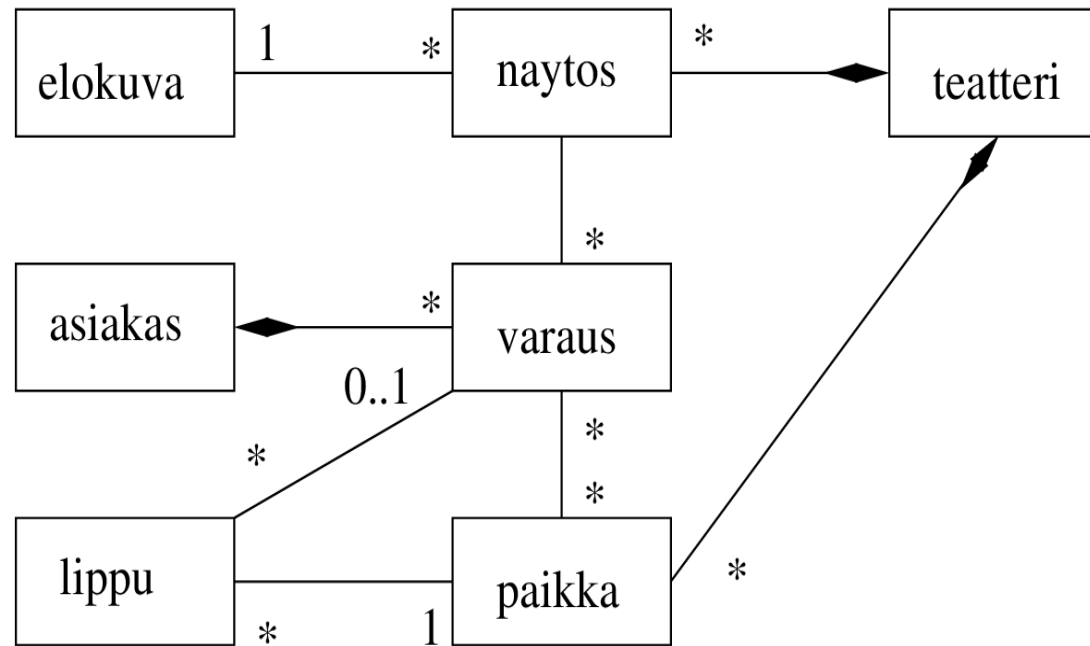 elokuva
1
*
naytos
*
teatteri
*
asiakas
*
varaus
0..1
*
*
*
lippu
*
1
paikka
*